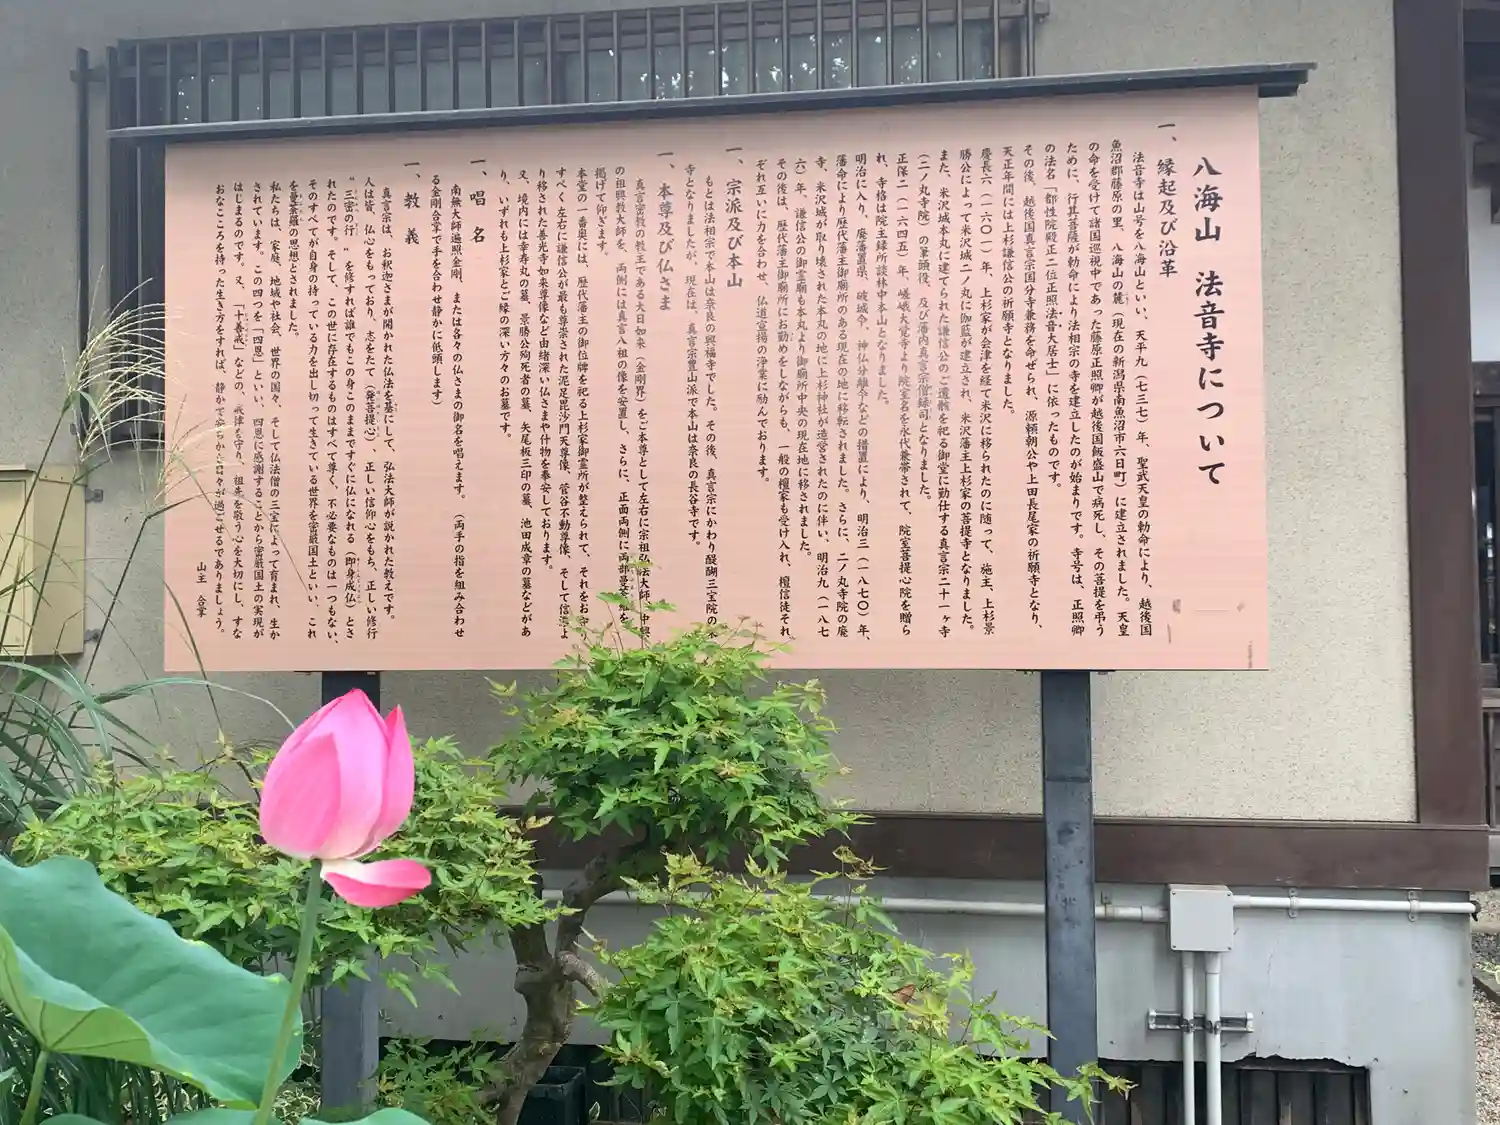 八海山　法音寺について
一、縁起及び沿革
法音寺は山号を八海山といい、天平九（七三七）年、聖武天皇の勅命により、越後国
魚沼郡藤原の里、八海山の麓（現在の新潟県南魚沼市六日町）に建立されました。天皇
の命を受けて諸国巡視中であった藤原正照卿が越後国飯盛山で病死し、その菩提を弔う
ために、行基菩薩が勅命により法相宗の寺を建立したのが始まりです。寺号は、正照卿
の法名「都性院殿正二位正照法音大居士」に依ったものです。
その後、越後国真言宗国分寺兼務を命ぜられ、源頼朝公や上田長尾家の祈願寺となり、
天正年間には上杉謙信公の祈願寺となりました。
慶長六（一六〇一）年、上杉家が会津を経て米沢に移られたのに随って、施主、上杉景
勝公によって米沢城二ノ丸に伽藍が建立され、米沢藩主上杉家の菩提寺となりました。
また、米沢城本丸に建てられた謙信公のご遺骸を祀る御堂に勤仕する真言宗二十一ヶ寺
（二ノ丸寺院）の筆頭役、及び藩内真言宗僧録司となりました。
正保二（一六四五）年、嵯峨大覚寺より院室名を永代兼帯されて、院室菩提心院を贈ら
れ、寺格は院主録所談林中本山となりました。
明治に入り、廃藩置県、破城令、神仏分離令などの措置により、明治三（一八七〇）年、
藩命により歴代藩主御廟所のある現在の地に移転されました。さらに、二ノ丸寺院の廃
寺、米沢城が取り壊された本丸の地に上杉神社が造営されたのに伴い、明治九（一八七
六）年、謙信公の御霊廟も本丸より御廟所中央の現在地に移されました。
その後は、歴代藩主御廟所にお勤めをしながらも、一般の檀家も受け入れ、檀信徒それ
ぞれ互いに力を合わせ、仏道宣揚の浄業に励んでおります。
一、宗派及び本山
もとは法相宗で本山は奈良の興福寺でした。その後、真言宗にかわり醍醐三宝院の末
寺となりましたが、現在は、真言宗豊山派で本山は奈良の長谷寺です。
一、本尊及び仏さま
真言密教の教主である大日如来（金剛界）をご本尊として左右に宗祖弘法大師、中興
の祖興教大師を、両側には真言八祖の像を安置し、さらに、正面両側に両部曼荼羅を
掲げて仰ぎます。
本堂の一番奥には、歴代藩主の御位牌を祀る上杉家御霊所が整えられて、それをお守
すべく左右に謙信公が最も尊崇された泥足毘沙門天尊像、菅谷不動尊像、そして信濃よ
り移された善光寺如来尊像など由緒深い仏さまや什物を奉安しております。
又、境内には幸寿丸の墓、景勝公殉死者の墓、矢尾板三印の墓、池田成章の墓などがあ
り、いずれも上杉家とご縁の深い方々のお墓です。
一、唱　名
南無大師遍照金剛、または各々の仏さまの御名を唱えます。（両手の指を組み合わせ
る金剛合掌で手を合わせ静かに低頭します）
一、教　義
真言宗は、お釈迦さまが開かれた仏法を基にして、弘法大師が説かれた教えです。
人は皆、仏心をもっており、志をたて（発菩提心）、正しい信仰心をもち、正しい修行
“三密の行”を修すれば誰でもこの身このままですぐに仏になれる（即身成仏）とさ
れたのです。そして、この世に存在するものはすべて尊く、不必要なものは一つもない、
そのすべてが自身の持っている力を出し切って生きている世界を密厳国土といい、これ
を曼荼羅の思想とされました。
私たちは、家庭、地域や社会、世界の国々、そして仏法僧の三宝によって育まれ、生か
されています。この四つを「四恩」といい、四恩に感謝することから密厳国土の実現が
はじまるのです。又、「十善戒」などの、戒律を守り、祖先を敬う心を大切にし、すな
おなこころを持った生き方をすれば、静かで安らかな日々が過ごせるでありましょう。
山主　合掌